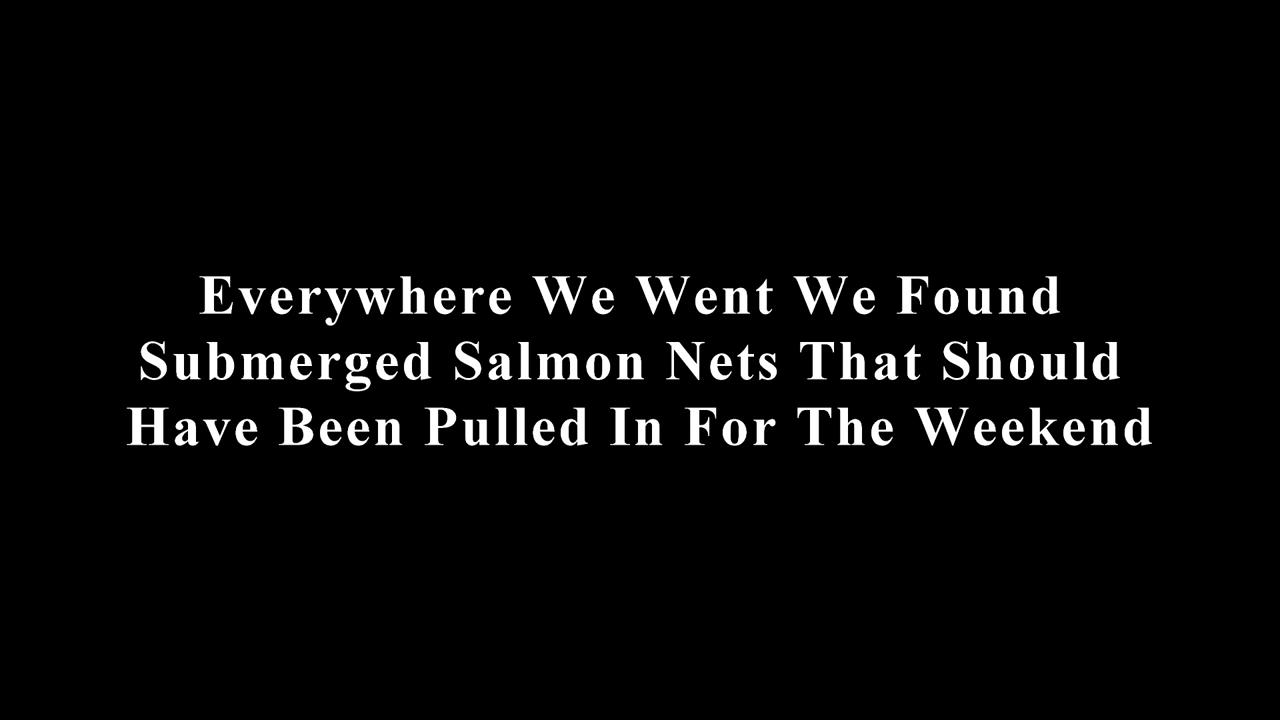 Everywhere We Went We Found
Submerged Salmon Nets That Should
Have Been Pulled In For The Weekend